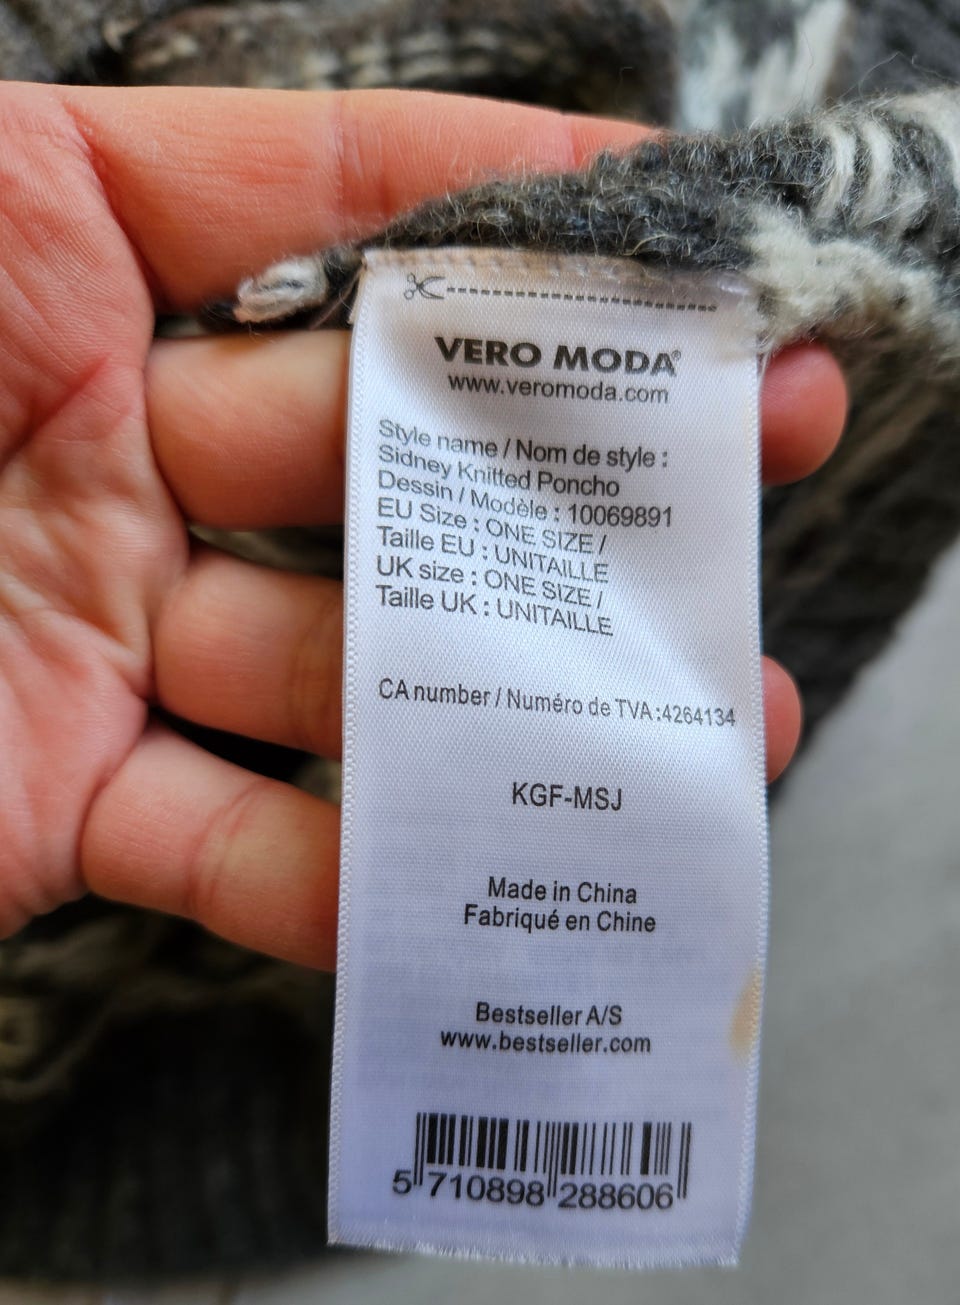 VERO MODA®
www.veromoda.com
Style name / Nom de style :
Sidney Knitted Poncho
Dessin / Modèle : 10069891
EU Size : ONE SIZE /
Taille EU : UNITAILLE
UK size : ONE SIZE /
Taille UK : UNITAILLE
CA number / Numéro de TVA :4264134
KGF-MSJ
Made in China
Fabriqué en Chine
Bestseller A/S
www.bestseller.com
5 710898 288606